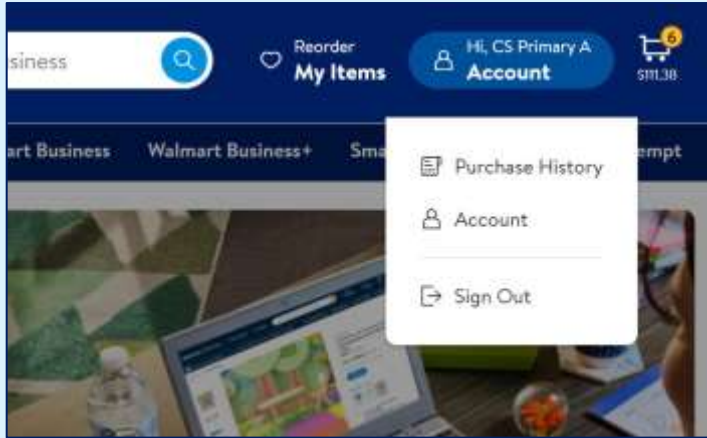 siness
Reorder
My Items
Hi, CS Primary A
Account
6
$111.38
art Business
Walmart Business+
Sma
empt
Purchase History
Account
Sign Out